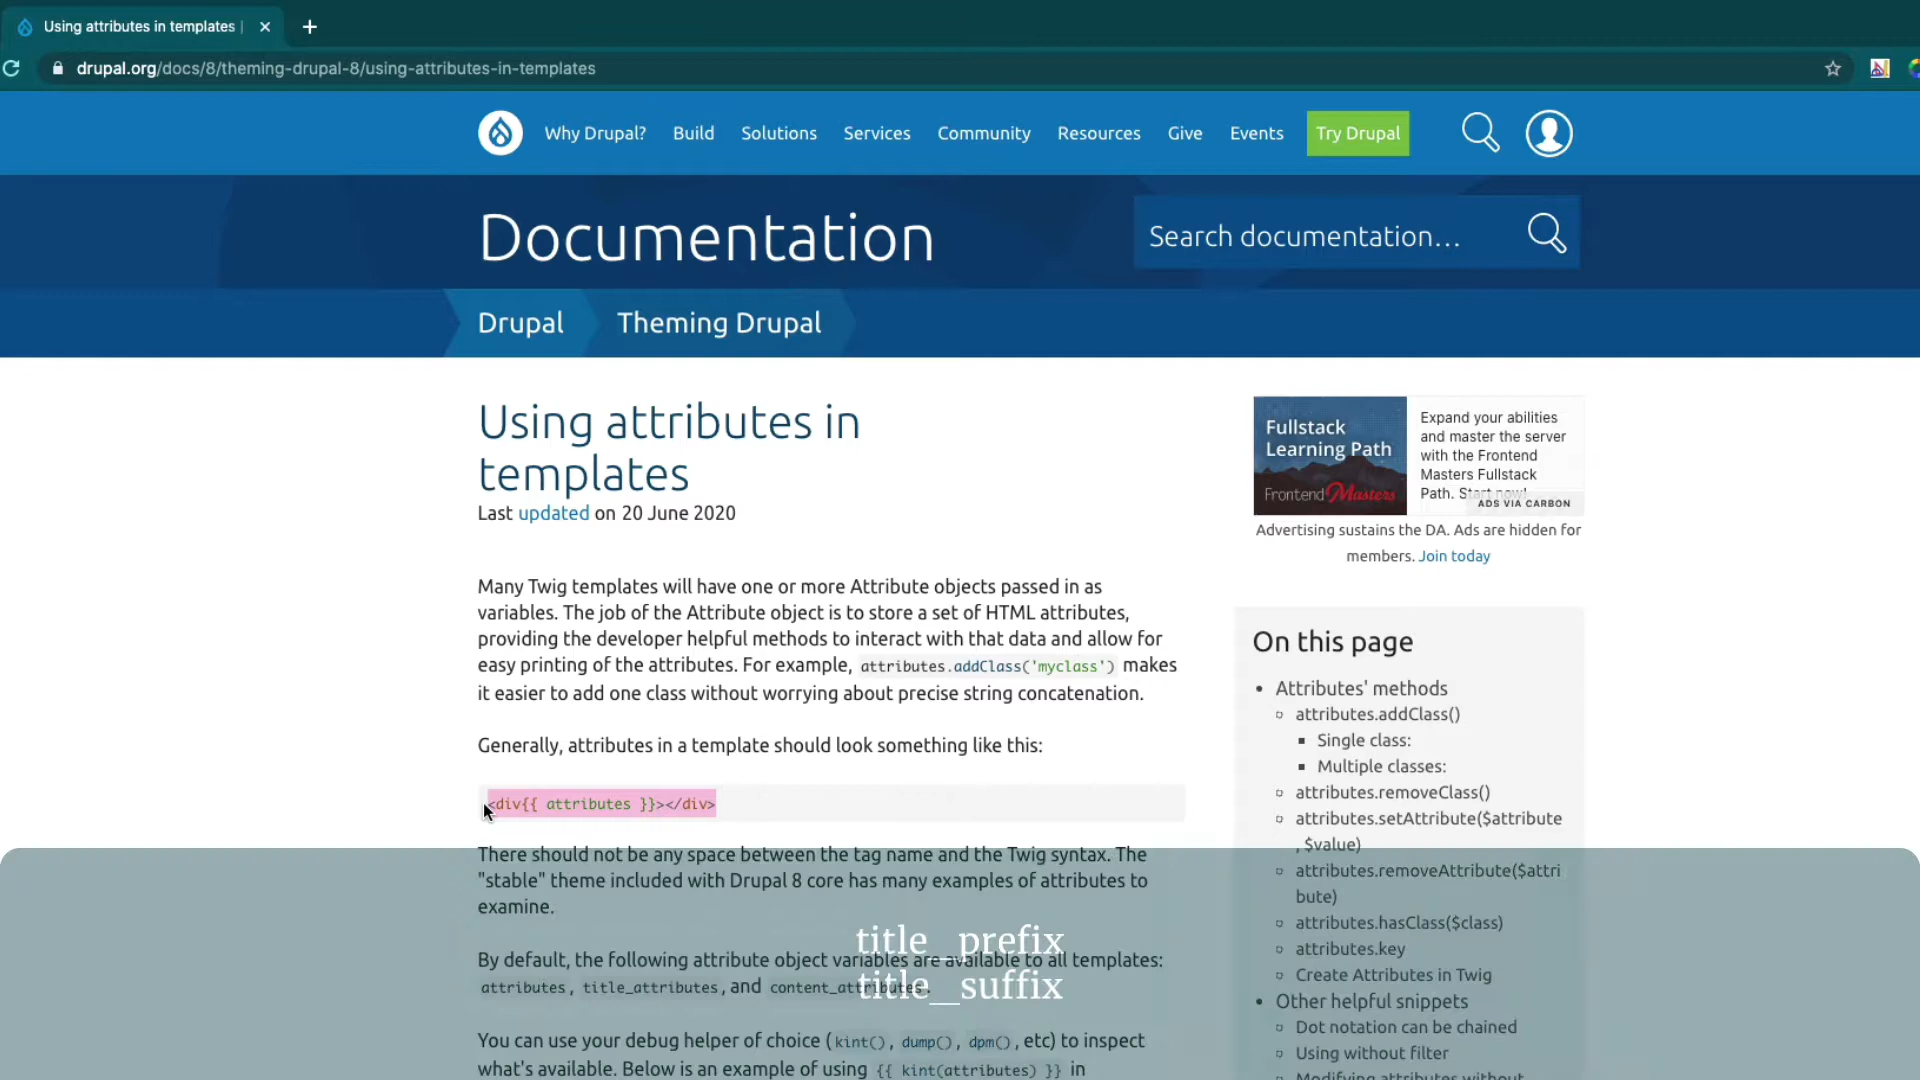 Using attributes in templates |
drupal.org/docs/8/theming-drupal-8/using-attributes-in-templates
Why Drupal? Build Solutions Services Community Resources Give Events Try Drupal
Documentation
Search documentation...
Drupal Theming Drupal
Using attributes in
templates
Last updated on 20 June 2020
Many Twig templates will have one or more Attribute objects passed in as
variables. The job of the Attribute object is to store a set of HTML attributes,
providing the developer helpful methods to interact with that data and allow for
easy printing of the attributes. For example, attributes.addClass('myclass') makes
it easier to add one class without worrying about precise string concatenation.
Generally, attributes in a template should look something like this:
<div{{ attributes }}></div>
There should not be any space between the tag name and the Twig syntax. The
"stable" theme included with Drupal 8 core has many examples of attributes to
examine.
By default, the following attribute object variables are available to all templates:
attributes, title_attributes, and content_attributes.
You can use your debug helper of choice (kint(), dump(), dpm(), etc) to inspect
what's available. Below is an example of using {{ kint(attributes) }} in
title_prefix
title_suffix
Fullstack
Learning Path
Frontend Masters
Expand your abilities
and master the server
with the Frontend
Masters Fullstack
Path. Start now!
ADS VIA CARBON
Advertising sustains the DA. Ads are hidden for
members. Join today
On this page
Attributes' methods
attributes.addClass()
Single class:
Multiple classes:
attributes.removeClass()
attributes.setAttribute($attribute
, $value)
attributes.removeAttribute($attri
bute)
attributes.hasClass($class)
attributes.key
Create Attributes in Twig
Other helpful snippets
Dot notation can be chained
Using without filter
Modifying attributes without